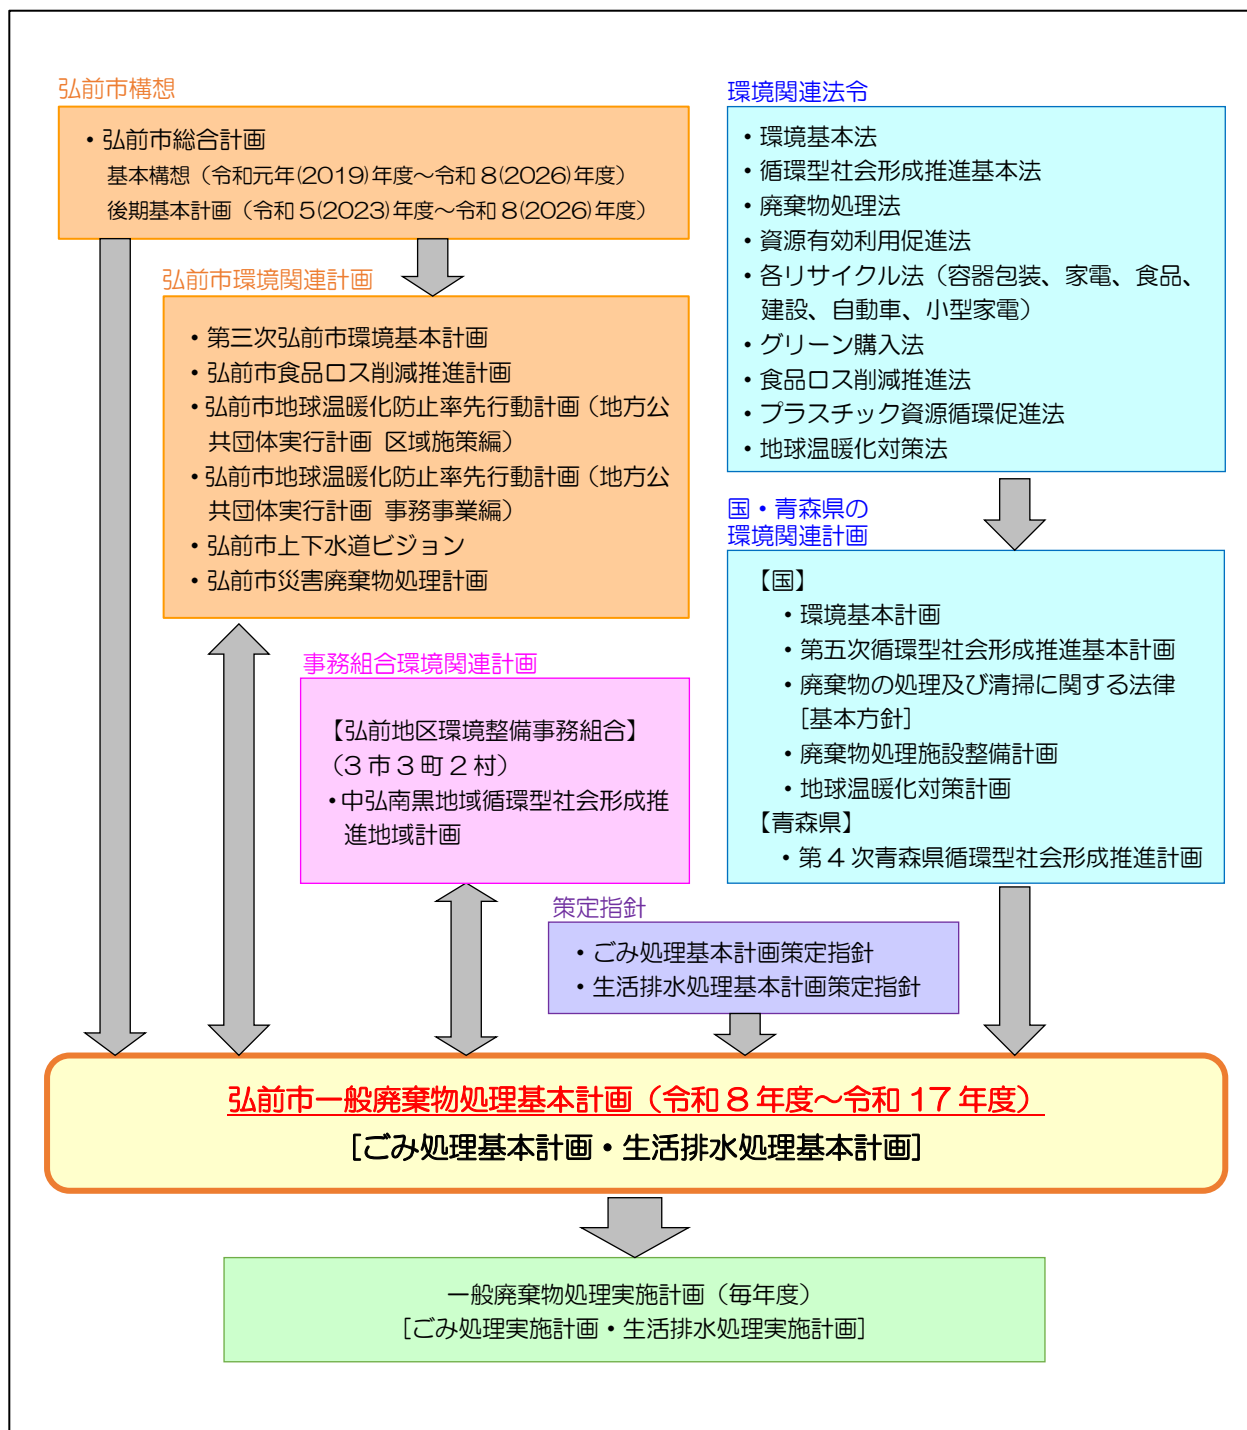 弘前市構想
・弘前市総合計画
基本構想（令和元年(2019)年度～令和８(2026)年度）
後期基本計画（令和５(2023)年度～令和８(2026)年度）
弘前市環境関連計画
・第三次弘前市環境基本計画
・弘前市食品ロス削減推進計画
・弘前市地球温暖化防止率先行動計画（地方公
共団体実行計画 区域施策編）
・弘前市地球温暖化防止率先行動計画（地方公
共団体実行計画 事務事業編）
・弘前市上下水道ビジョン
・弘前市災害廃棄物処理計画
事務組合環境関連計画
【弘前地区環境整備事務組合】
（３市３町２村）
・中弘南黒地域循環型社会形成推
進地域計画
環境関連法令
・環境基本法
・循環型社会形成推進基本法
・廃棄物処理法
・資源有効利用促進法
・各リサイクル法（容器包装、家電、食品、
建設、自動車、小型家電）
・グリーン購入法
・食品ロス削減推進法
・プラスチック資源循環促進法
・地球温暖化対策法
国・青森県の
環境関連計画
【国】
・環境基本計画
・第五次循環型社会形成推進基本計画
・廃棄物の処理及び清掃に関する法律
[基本方針]
・廃棄物処理施設整備計画
・地球温暖化対策計画
【青森県】
・第４次青森県循環型社会形成推進計画
策定指針
・ごみ処理基本計画策定指針
・生活排水処理基本計画策定指針
弘前市一般廃棄物処理基本計画（令和８年度～令和 17 年度）
[ごみ処理基本計画・生活排水処理基本計画]
一般廃棄物処理実施計画（毎年度）
[ごみ処理実施計画・生活排水処理実施計画]